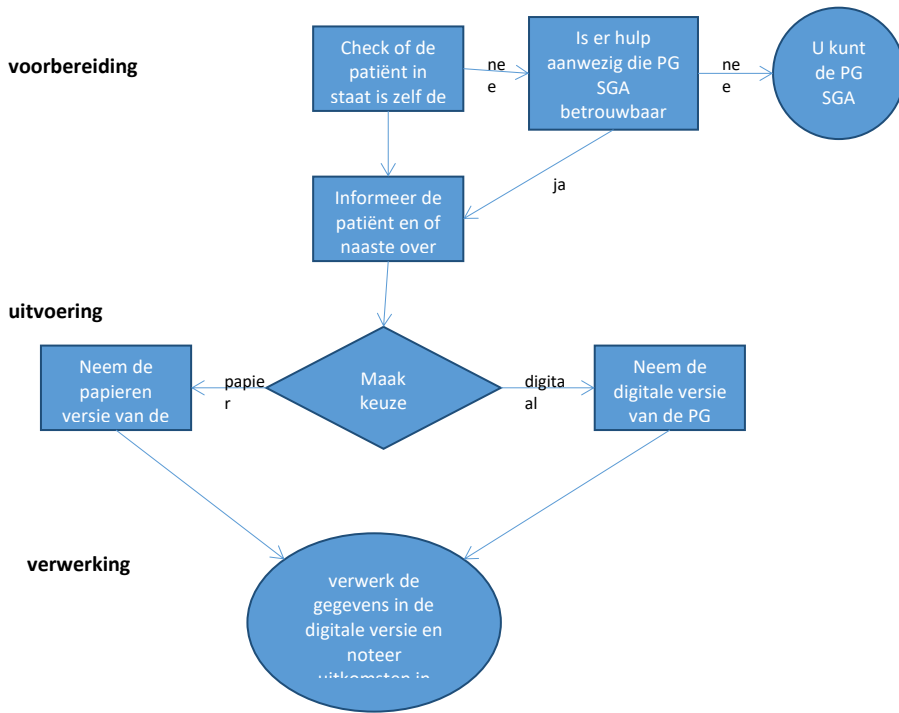 voorbereiding
Check of de
patiënt in
staat is zelf de
ne
e
Is er hulp
aanwezig die PG
SGA
betrouwbaar
ne
e
U kunt
de PG
SGA
ja
Informeer de
patiënt en of
naaste over
uitvoering
Neem de
papieren
versie van de
papie
r
Maak
keuze
digita
al
Neem de
digitale versie
van de PG
verwerking
verwerk de
gegevens in de
digitale versie en
noteer
uitkomsten in